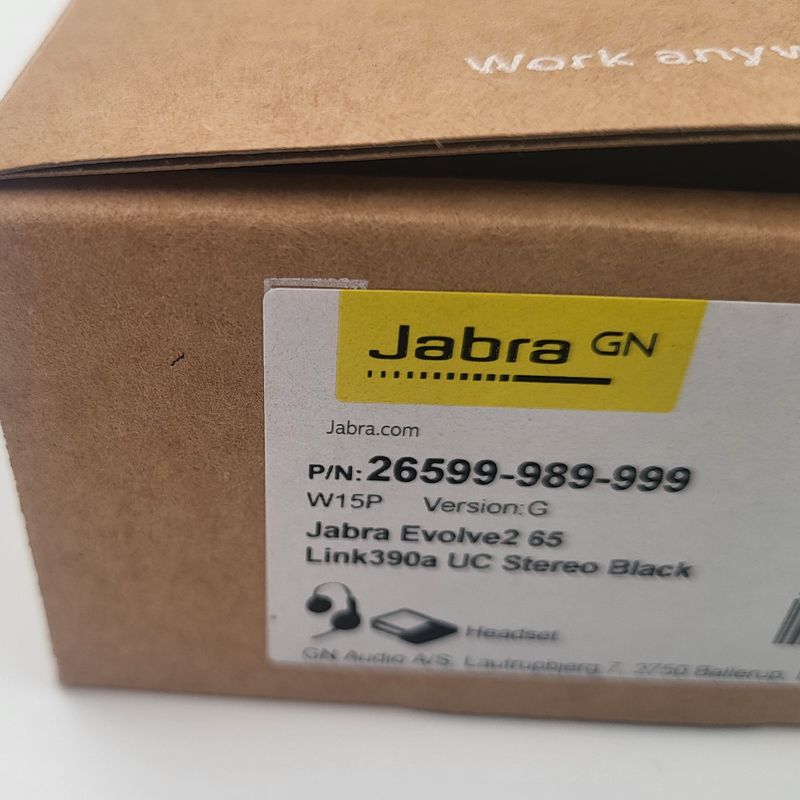 Work anyw
Jabra GN
Jabra.com
P/N: 26599-989-999
W15P Version: G
Jabra Evolve2 65
Link390a UC Stereo Black
Headset
GN Audio A/S, Lautrupbjerg 7, 2750 Ballerup,